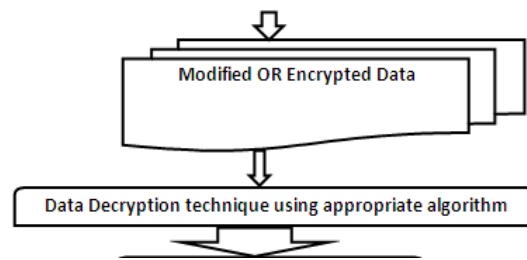 Modified OR Encrypted Data
Data Decryption technique using appropriate algorithm